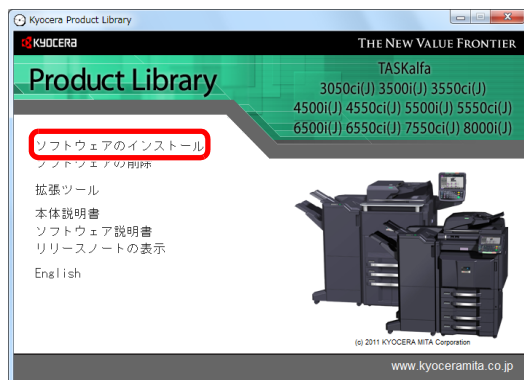 Kyocera Product Library
KYOCERA
THE NEW VALUE FRONTIER
Product Library
TASKalfa
3050ci(J) 3500i(J) 3550ci(J)
4500i(J) 4550ci(J) 5500i(J) 5550ci(J)
6500i(J) 6550ci(J) 7550ci(J) 8000i(J)
ソフトウェアのインストール
ソフトウェアの削除
拡張ツール
本体説明書
ソフトウェア説明書
リリースノートの表示
English
(c) 2011 KYOCERA MITA Corporation
www.kyoceramita.co.jp